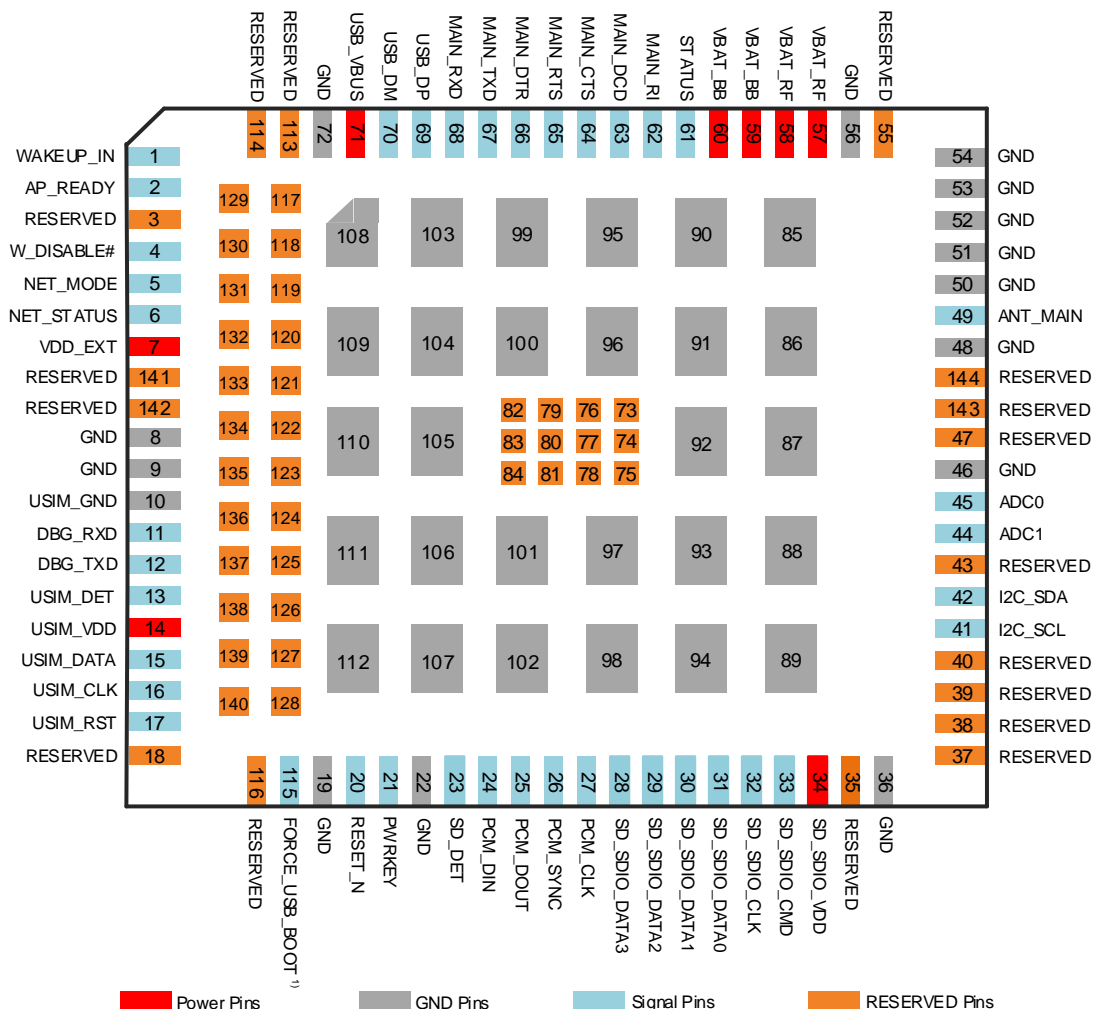 RESERVED
RESERVED
GND
USB_VBUS
USB_DM
USB_DP
MAIN_RXD
MAIN_TXD
MAIN_DTR
MAIN_RTS
MAIN_CTS
MAIN_DCD
MAIN_RI
STATUS
VBAT_BB
VBAT_BB
VBAT_RF
VBAT_RF
GND
RESERVED
114
113
72
71
70
69
68
67
66
65
64
63
62
61
60
59
58
57
56
55
WAKEUP_IN 1
AP_READY 2
RESERVED 3
W_DISABLE# 4
NET_MODE 5
NET_STATUS 6
VDD_EXT 7
RESERVED 141
RESERVED 142
GND 8
GND 9
USIM_GND 10
DBG_RXD 11
DBG_TXD 12
USIM_DET 13
USIM_VDD 14
USIM_DATA 15
USIM_CLK 16
USIM_RST 17
RESERVED 18
129 117
130 118
131 119
132 120
133 121
134 122
135 123
136 124
137 125
138 126
139 127
140 128
108 103 99 95 90 85
109 104 100 96 91 86
110 105
82 79 76 73
83 80 77 74
84 81 78 75
92 87
111 106 101 97 93 88
112 107 102 98 94 89
54 GND
53 GND
52 GND
51 GND
50 GND
49 ANT_MAIN
48 GND
144 RESERVED
143 RESERVED
47 RESERVED
46 GND
45 ADC0
44 ADC1
43 RESERVED
42 I2C_SDA
41 I2C_SCL
40 RESERVED
39 RESERVED
38 RESERVED
37 RESERVED
116
115
19
20
21
22
23
24
25
26
27
28
29
30
31
32
33
34
35
36
RESERVED
FORCE_USB_BOOT 1)
GND
RESET_N
PWRKEY
GND
SD_DET
PCM_DIN
PCM_DOUT
PCM_SYNC
PCM_CLK
SD_SDIO_DATA3
SD_SDIO_DATA2
SD_SDIO_DATA1
SD_SDIO_DATA0
SD_SDIO_CLK
SD_SDIO_CMD
SD_SDIO_VDD
RESERVED
GND
Power Pins GND Pins Signal Pins RESERVED Pins